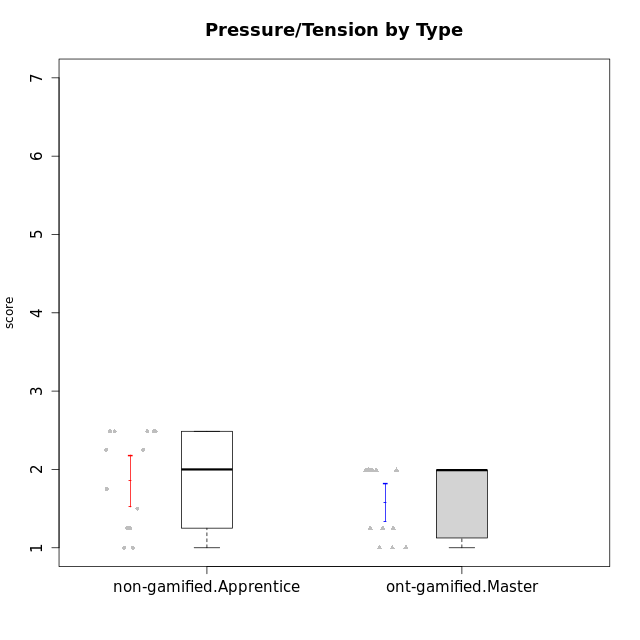 Pressure/Tension by Type
7
6
5
4
3
2
1
score
non-gamified.Apprentice
ont-gamified.Master